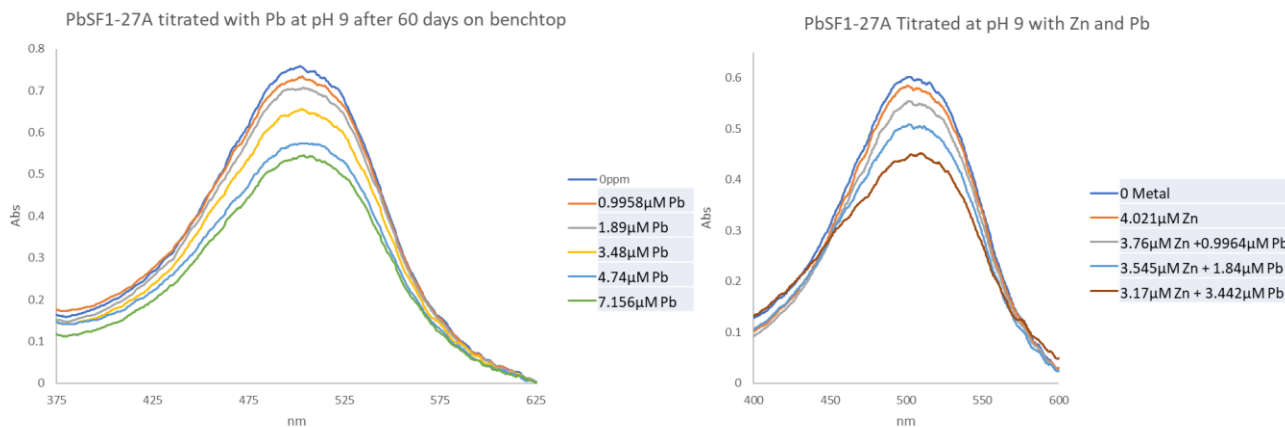 PbSF1-27A titrated with Pb at pH 9 after 60 days on benchtop
0.8
0.7
0.6
0.5
0.4
0.3
0.2
0.1
0
Abs
375
425
475
525
575
625
nm
0ppm
0.9958µM Pb
1.89µM Pb
3.48µM Pb
4.74µM Pb
7.156µM Pb
PbSF1-27A Titrated at pH 9 with Zn and Pb
0.6
0.5
0.4
0.3
0.2
0.1
0
Abs
400
450
500
550
600
nm
0 Metal
4.021µM Zn
3.76µM Zn +0.9964µM Pb
3.545µM Zn + 1.84µM Pb
3.17µM Zn + 3.442µM Pb